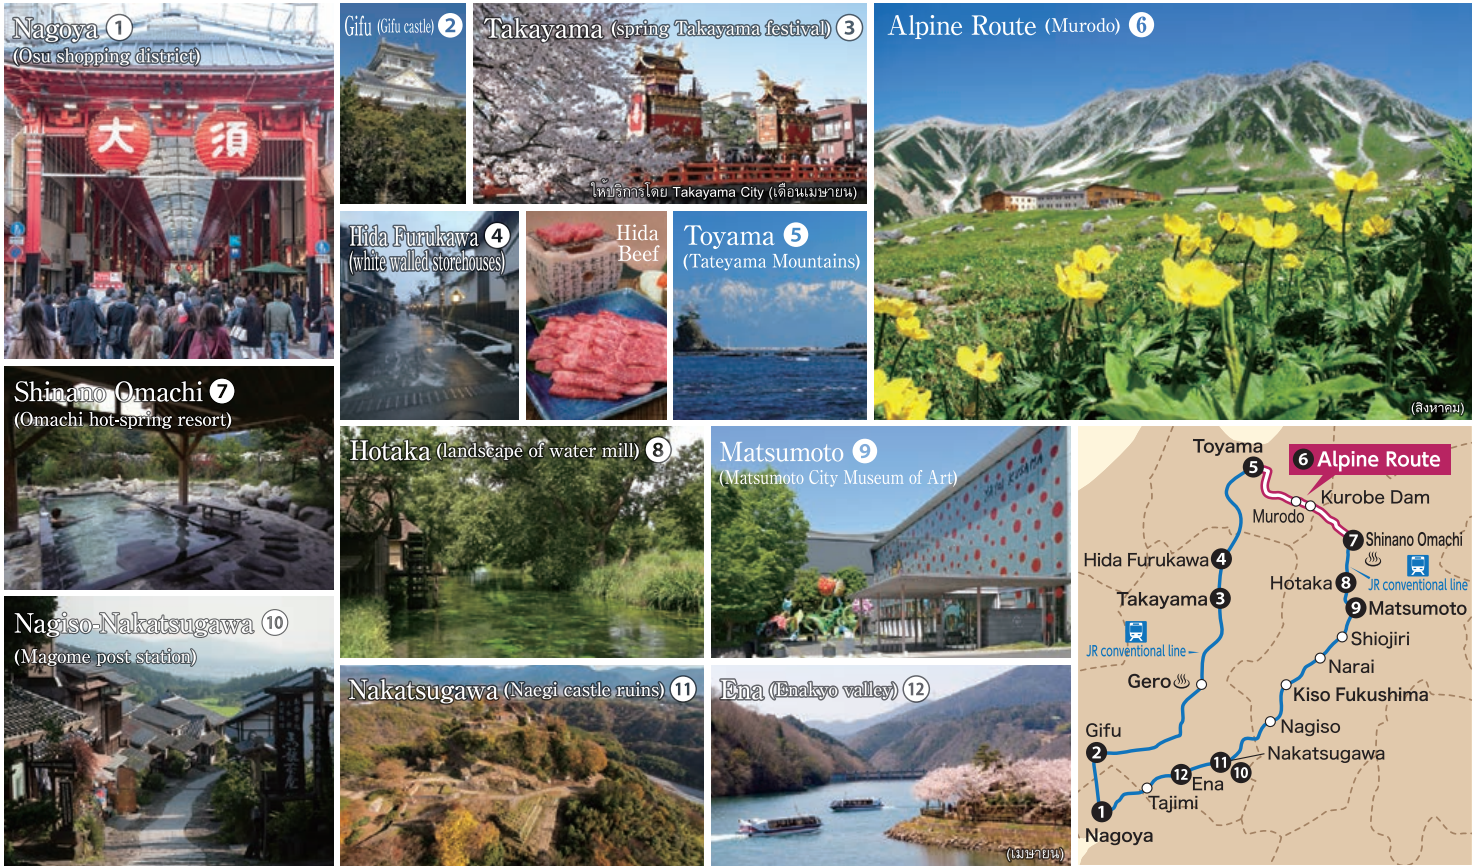 Nagoya 1
(Osu shopping district)
大 須
Gifu (Gifu castle) 2
Takayama (spring Takayama festival) 3
ให้บริการโดย Takayama City (เดือนเมษายน)
Alpine Route (Murodo) 6
(สิงหาคม)
Hida Furukawa 4
(white walled storehouses)
Hida
Beef
Toyama 5
(Tateyama Mountains)
Shinano Omachi 7
(Omachi hot-spring resort)
Hotaka (landscape of water mill) 8
Matsumoto 9
(Matsumoto City Museum of Art)
YAYOI KUSAMA
Nagiso-Nakatsugawa 10
(Magome post station)
Nakatsugawa (Naegi castle ruins) 11
Ena (Enakyo valley) 12
(เมษายน)
Toyama
5
6 Alpine Route
Kurobe Dam
Murodo
7 Shinano Omachi
Hida Furukawa 4
Hotaka 8
JR conventional line
Takayama 3
9 Matsumoto
Shiojiri
JR conventional line
Narai
Gero
Kiso Fukushima
Nagiso
Gifu
2
Nakatsugawa
11
10
12
Ena
Tajimi
1
Nagoya